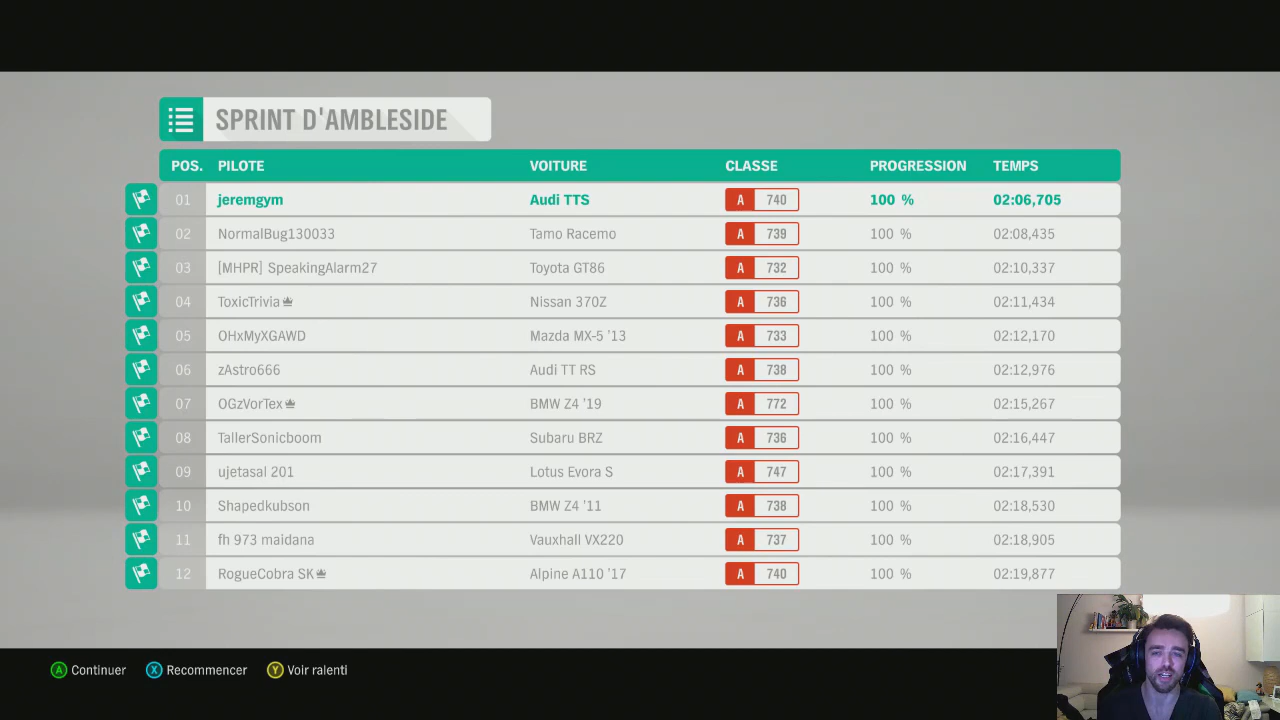 SPRINT D'AMBLESIDE
POS. PILOTE VOITURE CLASSE PROGRESSION TEMPS
01 jeremgym Audi TTS A 740 100 % 02:06,705
02 NormalBug130033 Tamo Racemo A 739 100 % 02:08,435
03 [MHPR] SpeakingAlarm27 Toyota GT86 A 732 100 % 02:10,337
04 ToxicTrivia Nissan 370Z A 736 100 % 02:11,434
05 OHxMyXGAWD Mazda MX-5 '13 A 733 100 % 02:12,170
06 zAstro666 Audi TT RS A 738 100 % 02:12,976
07 OGzVorTex BMW Z4 '19 A 772 100 % 02:15,267
08 TallerSonicboom Subaru BRZ A 736 100 % 02:16,447
09 ujetasal 201 Lotus Evora S A 747 100 % 02:17,391
10 Shapedkubson BMW Z4 '11 A 738 100 % 02:18,530
11 fh 973 maidana Vauxhall VX220 A 737 100 % 02:18,905
12 RogueCobra SK Alpine A110 '17 A 740 100 % 02:19,877
A Continuer X Recommencer Y Voir ralenti